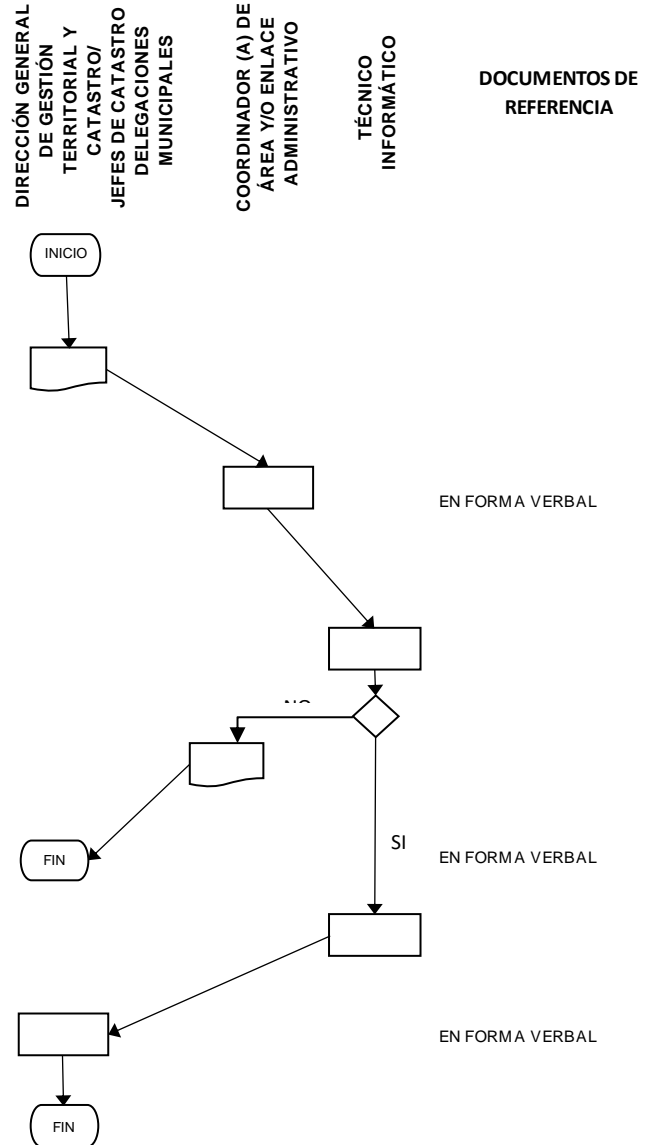 DIRECCIÓN GENERAL
DE GESTIÓN
TERRITORIAL Y
CATASTRO/
JEFES DE CATASTRO
DELEGACIONES
MUNICIPALES
COORDINADOR (A) DE
ÁREA Y/O ENLACE
ADMINISTRATIVO
TÉCNICO
INFORMÁTICO
DOCUMENTOS DE
REFERENCIA
INICIO
EN FORMA VERBAL
SI
FIN
EN FORMA VERBAL
EN FORMA VERBAL
FIN